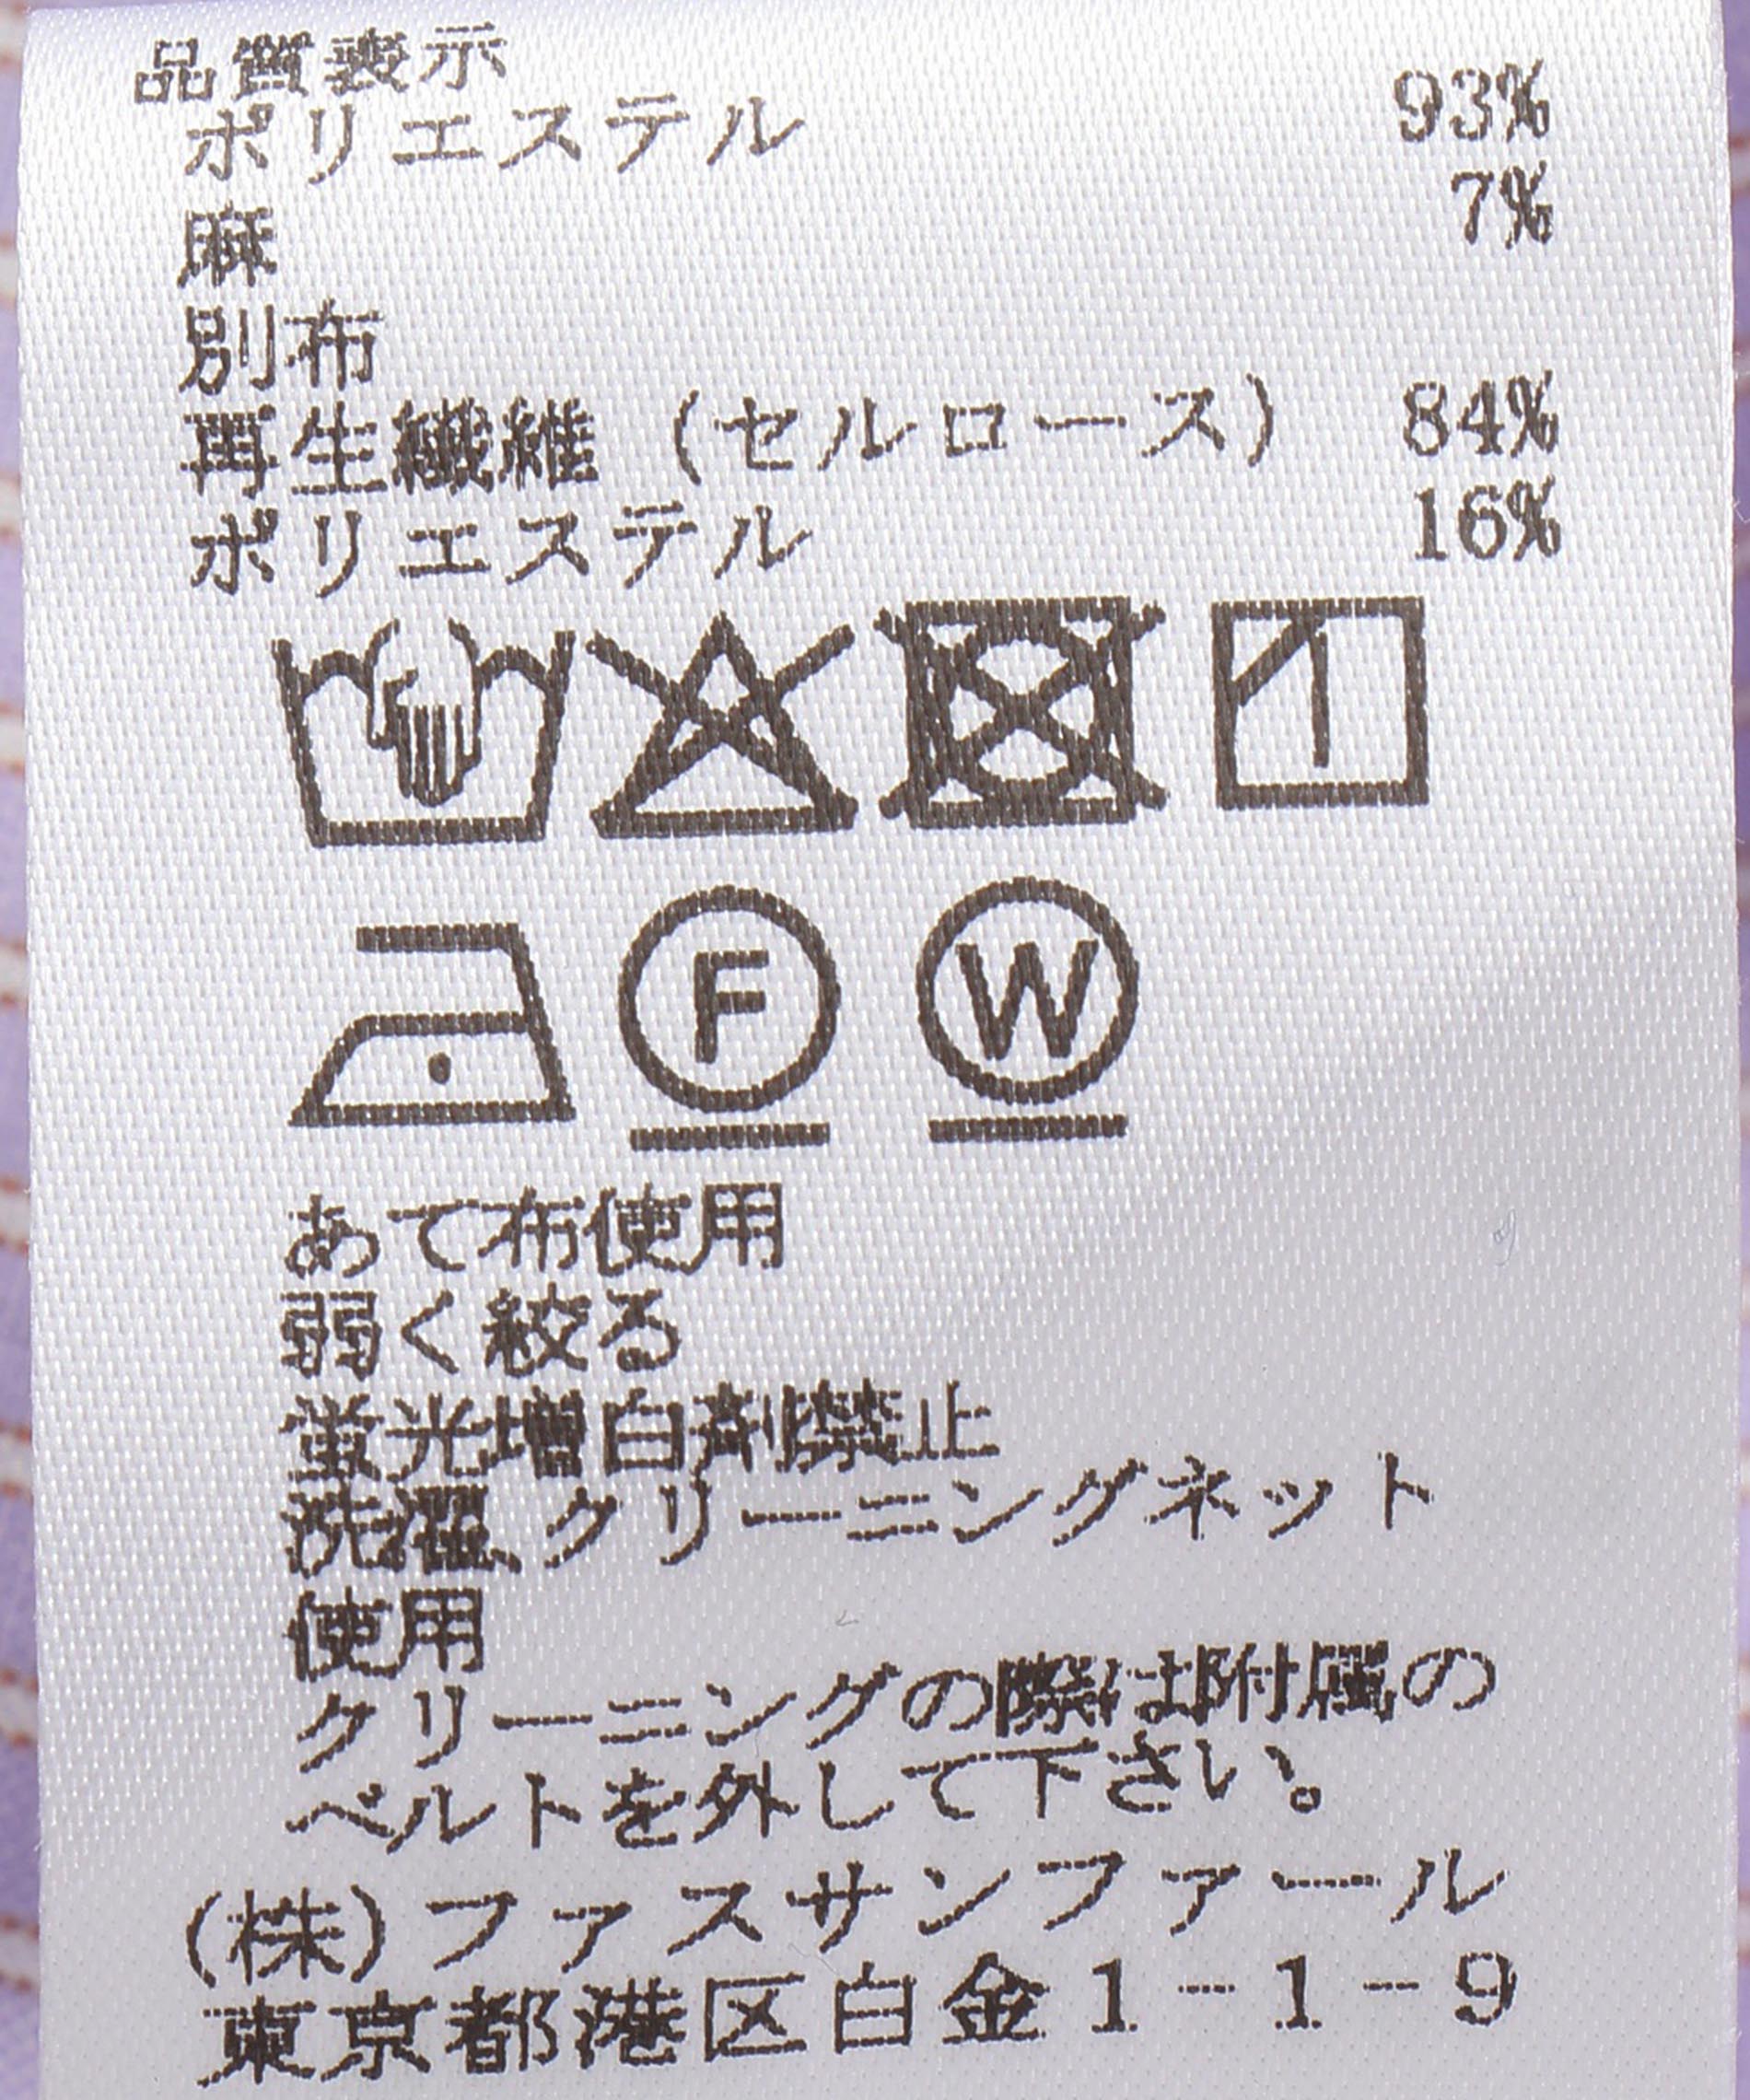 品質表示
ポリエステル 93%
麻 7%
別布
再生繊維 (セルロース) 84%
ポリエステル 16%
F W
あて布使用
弱く絞る
蛍光増白剤禁止
洗濯、クリーニングネット
使用
クリーニングの際は附属の
ベルトを外して下さい。
(株)ファスサンファール
東京都港区白金1-1-9